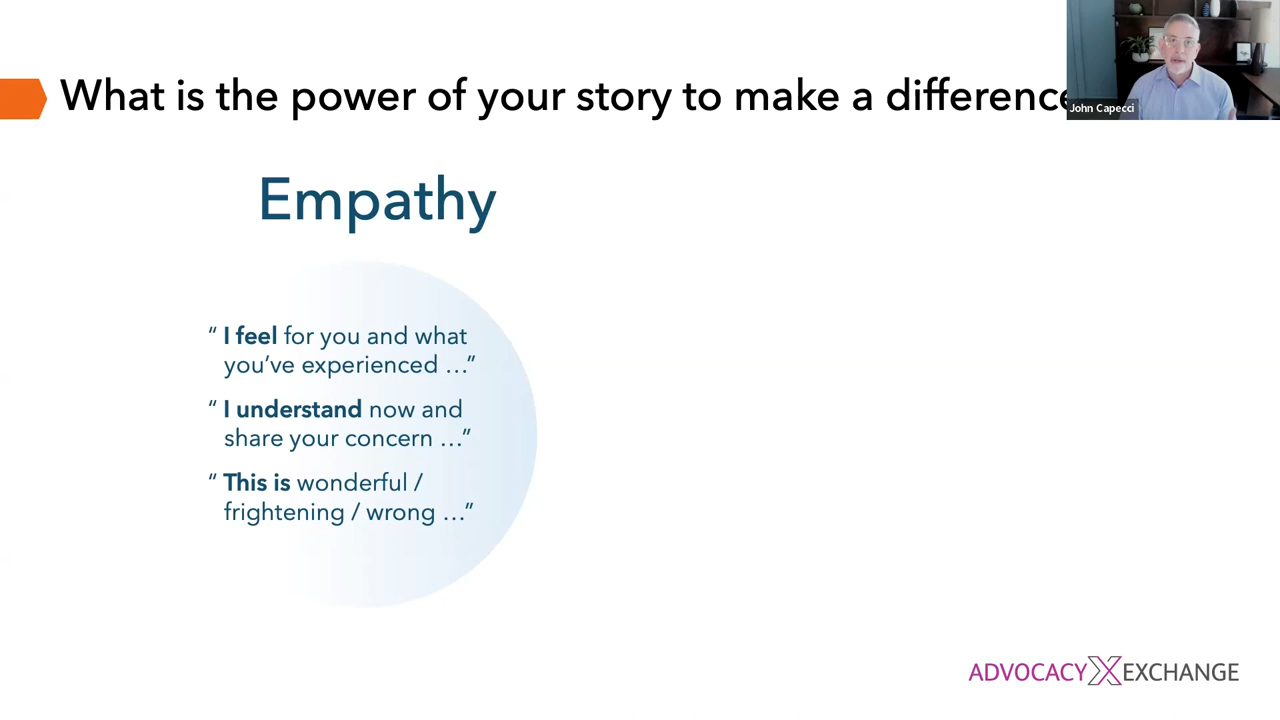 What is the power of your story to make a difference
John Capecci
Empathy
“ I feel for you and what
you’ve experienced …”
“ I understand now and
share your concern …”
“ This is wonderful /
frightening / wrong …”
ADVOCACY X EXCHANGE